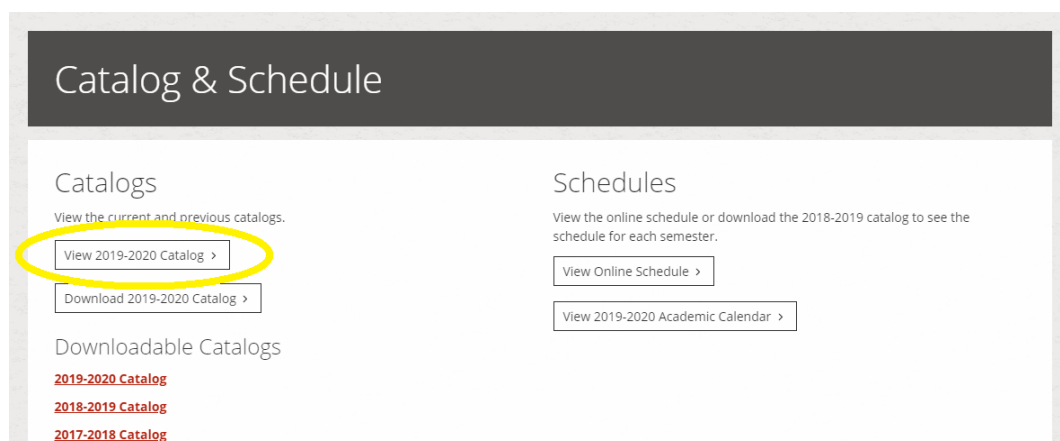 Catalog & Schedule
Catalogs
View the current and previous catalogs.
View 2019-2020 Catalog >
Download 2019-2020 Catalog >
Downloadable Catalogs
2019-2020 Catalog
2018-2019 Catalog
2017-2018 Catalog
Schedules
View the online schedule or download the 2018-2019 catalog to see the
schedule for each semester.
View Online Schedule >
View 2019-2020 Academic Calendar >